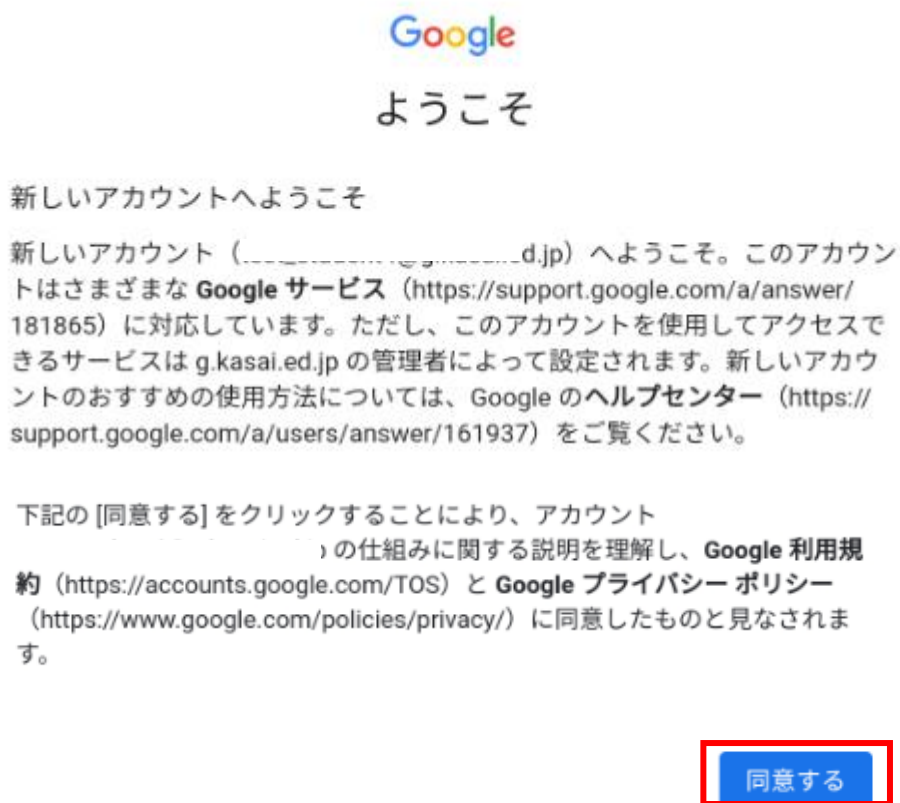 Google
ようこそ
新しいアカウントへようこそ
新しいアカウント（d.jp）へようこそ。このアカウン
トはさまざまな Google サービス（https://support.google.com/a/answer/
181865）に対応しています。ただし、このアカウントを使用してアクセスで
きるサービスは g.kasai.ed.jp の管理者によって設定されます。新しいアカウ
ントのおすすめの使用方法については、Google のヘルプセンター（https://
support.google.com/a/users/answer/161937）をご覧ください。
下記の [同意する] をクリックすることにより、アカウント
の仕組みに関する説明を理解し、Google 利用規
約（https://accounts.google.com/TOS）と Google プライバシー ポリシー
（https://www.google.com/policies/privacy/）に同意したものと見なされま
す。
同意する